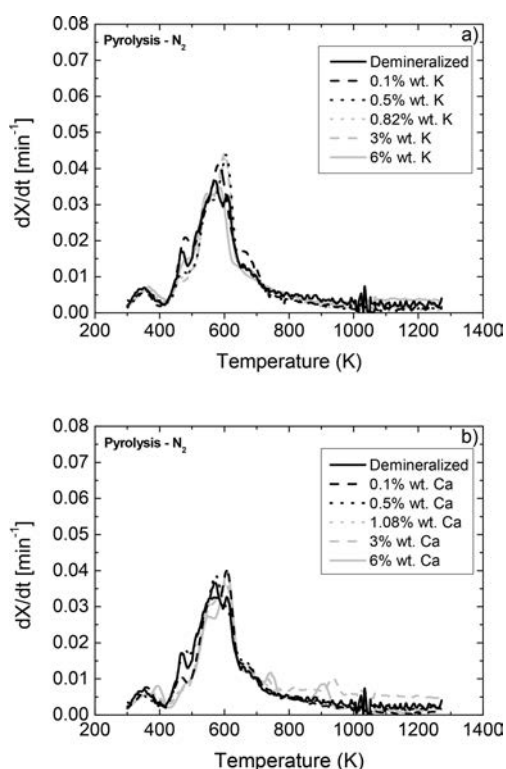 Pyrolysis - N₂
a)
Demineralized
0.1% wt. K
0.5% wt. K
0.82% wt. K
3% wt. K
6% wt. K
0.08
0.07
0.06
0.05
0.04
0.03
0.02
0.01
0.00
dX/dt [min⁻¹]
200 400 600 800 1000 1200 1400
Temperature (K)
Pyrolysis - N₂
b)
Demineralized
0.1% wt. Ca
0.5% wt. Ca
1.08% wt. Ca
3% wt. Ca
6% wt. Ca
0.08
0.07
0.06
0.05
0.04
0.03
0.02
0.01
0.00
dX/dt [min⁻¹]
200 400 600 800 1000 1200 1400
Temperature (K)